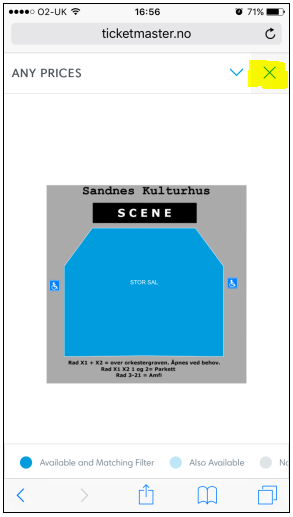 O2-UK 16:56 71%
ticketmaster.no
ANY PRICES
Sandnes Kulturhus
SCENE
STOR SAL
Rad X1 + X2 = over orkestergraven. Åpnes ved behov.
Rad X1 X2 1 og 2= Parkett
Rad 3-21 = Amfi
Available and Matching Filter Also Available